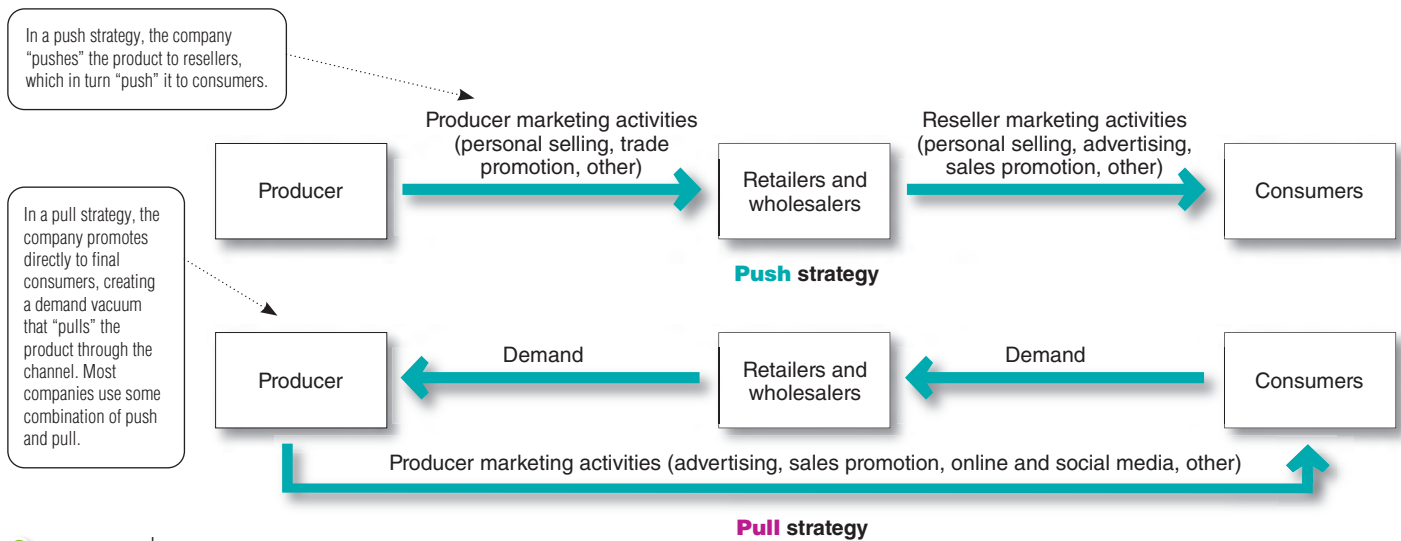 In a push strategy, the company
“pushes” the product to resellers,
which in turn “push” it to consumers.
Producer marketing activities
(personal selling, trade
promotion, other)
Reseller marketing activities
(personal selling, advertising,
sales promotion, other)
Producer
Retailers and
wholesalers
Consumers
Push strategy
In a pull strategy, the
company promotes
directly to final
consumers, creating
a demand vacuum
that “pulls” the
product through the
channel. Most
companies use some
combination of push
and pull.
Demand
Demand
Producer
Retailers and
wholesalers
Consumers
Producer marketing activities (advertising, sales promotion, online and social media, other)
Pull strategy